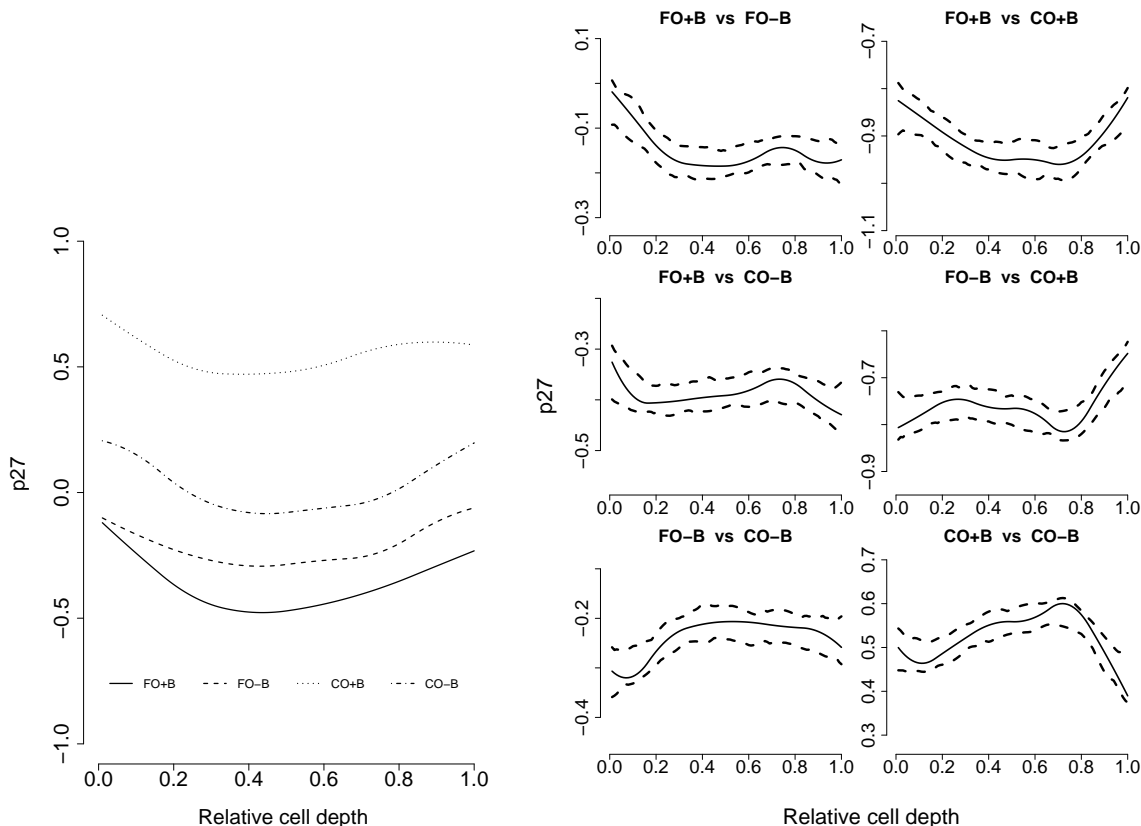 p27
1.0
0.5
0.0
−0.5
−1.0
FO+B FO−B CO+B CO−B
0.0 0.2 0.4 0.6 0.8 1.0
Relative cell depth
FO+B vs FO−B
0.1
−0.1
−0.3
0.0 0.2 0.4 0.6 0.8 1.0
FO+B vs CO+B
−0.7
−0.9
−1.1
0.0 0.2 0.4 0.6 0.8 1.0
FO+B vs CO−B
p27
−0.3
−0.5
0.0 0.2 0.4 0.6 0.8 1.0
FO−B vs CO+B
−0.7
−0.9
0.0 0.2 0.4 0.6 0.8 1.0
FO−B vs CO−B
−0.2
−0.4
0.0 0.2 0.4 0.6 0.8 1.0
CO+B vs CO−B
0.7
0.6
0.5
0.4
0.3
0.0 0.2 0.4 0.6 0.8 1.0
Relative cell depth